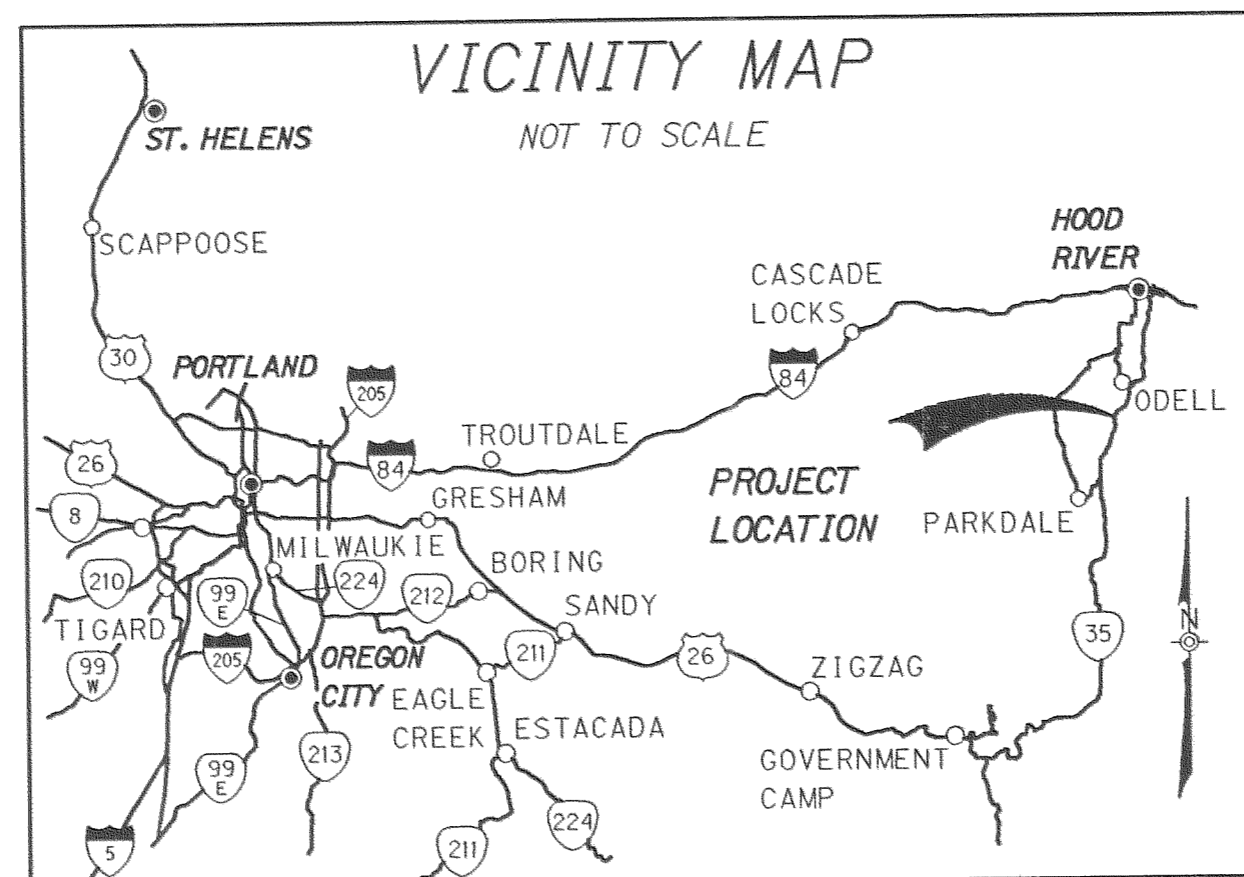 VICINITY MAP
NOT TO SCALE
ST. HELENS
SCAPPOOSE
HOOD
RIVER
CASCADE
LOCKS
30
PORTLAND
205
84
ODELL
TROUTDALE
26
84
GRESHAM
PROJECT
LOCATION
8
PARKDALE
MILWAUKIE
BORING
210
99
E
224
212
SANDY
N
TIGARD
35
99
W
205
OREGON
CITY
211
26
EAGLE
CREEK
ZIGZAG
ESTACADA
213
99
E
GOVERNMENT
CAMP
5
211
224